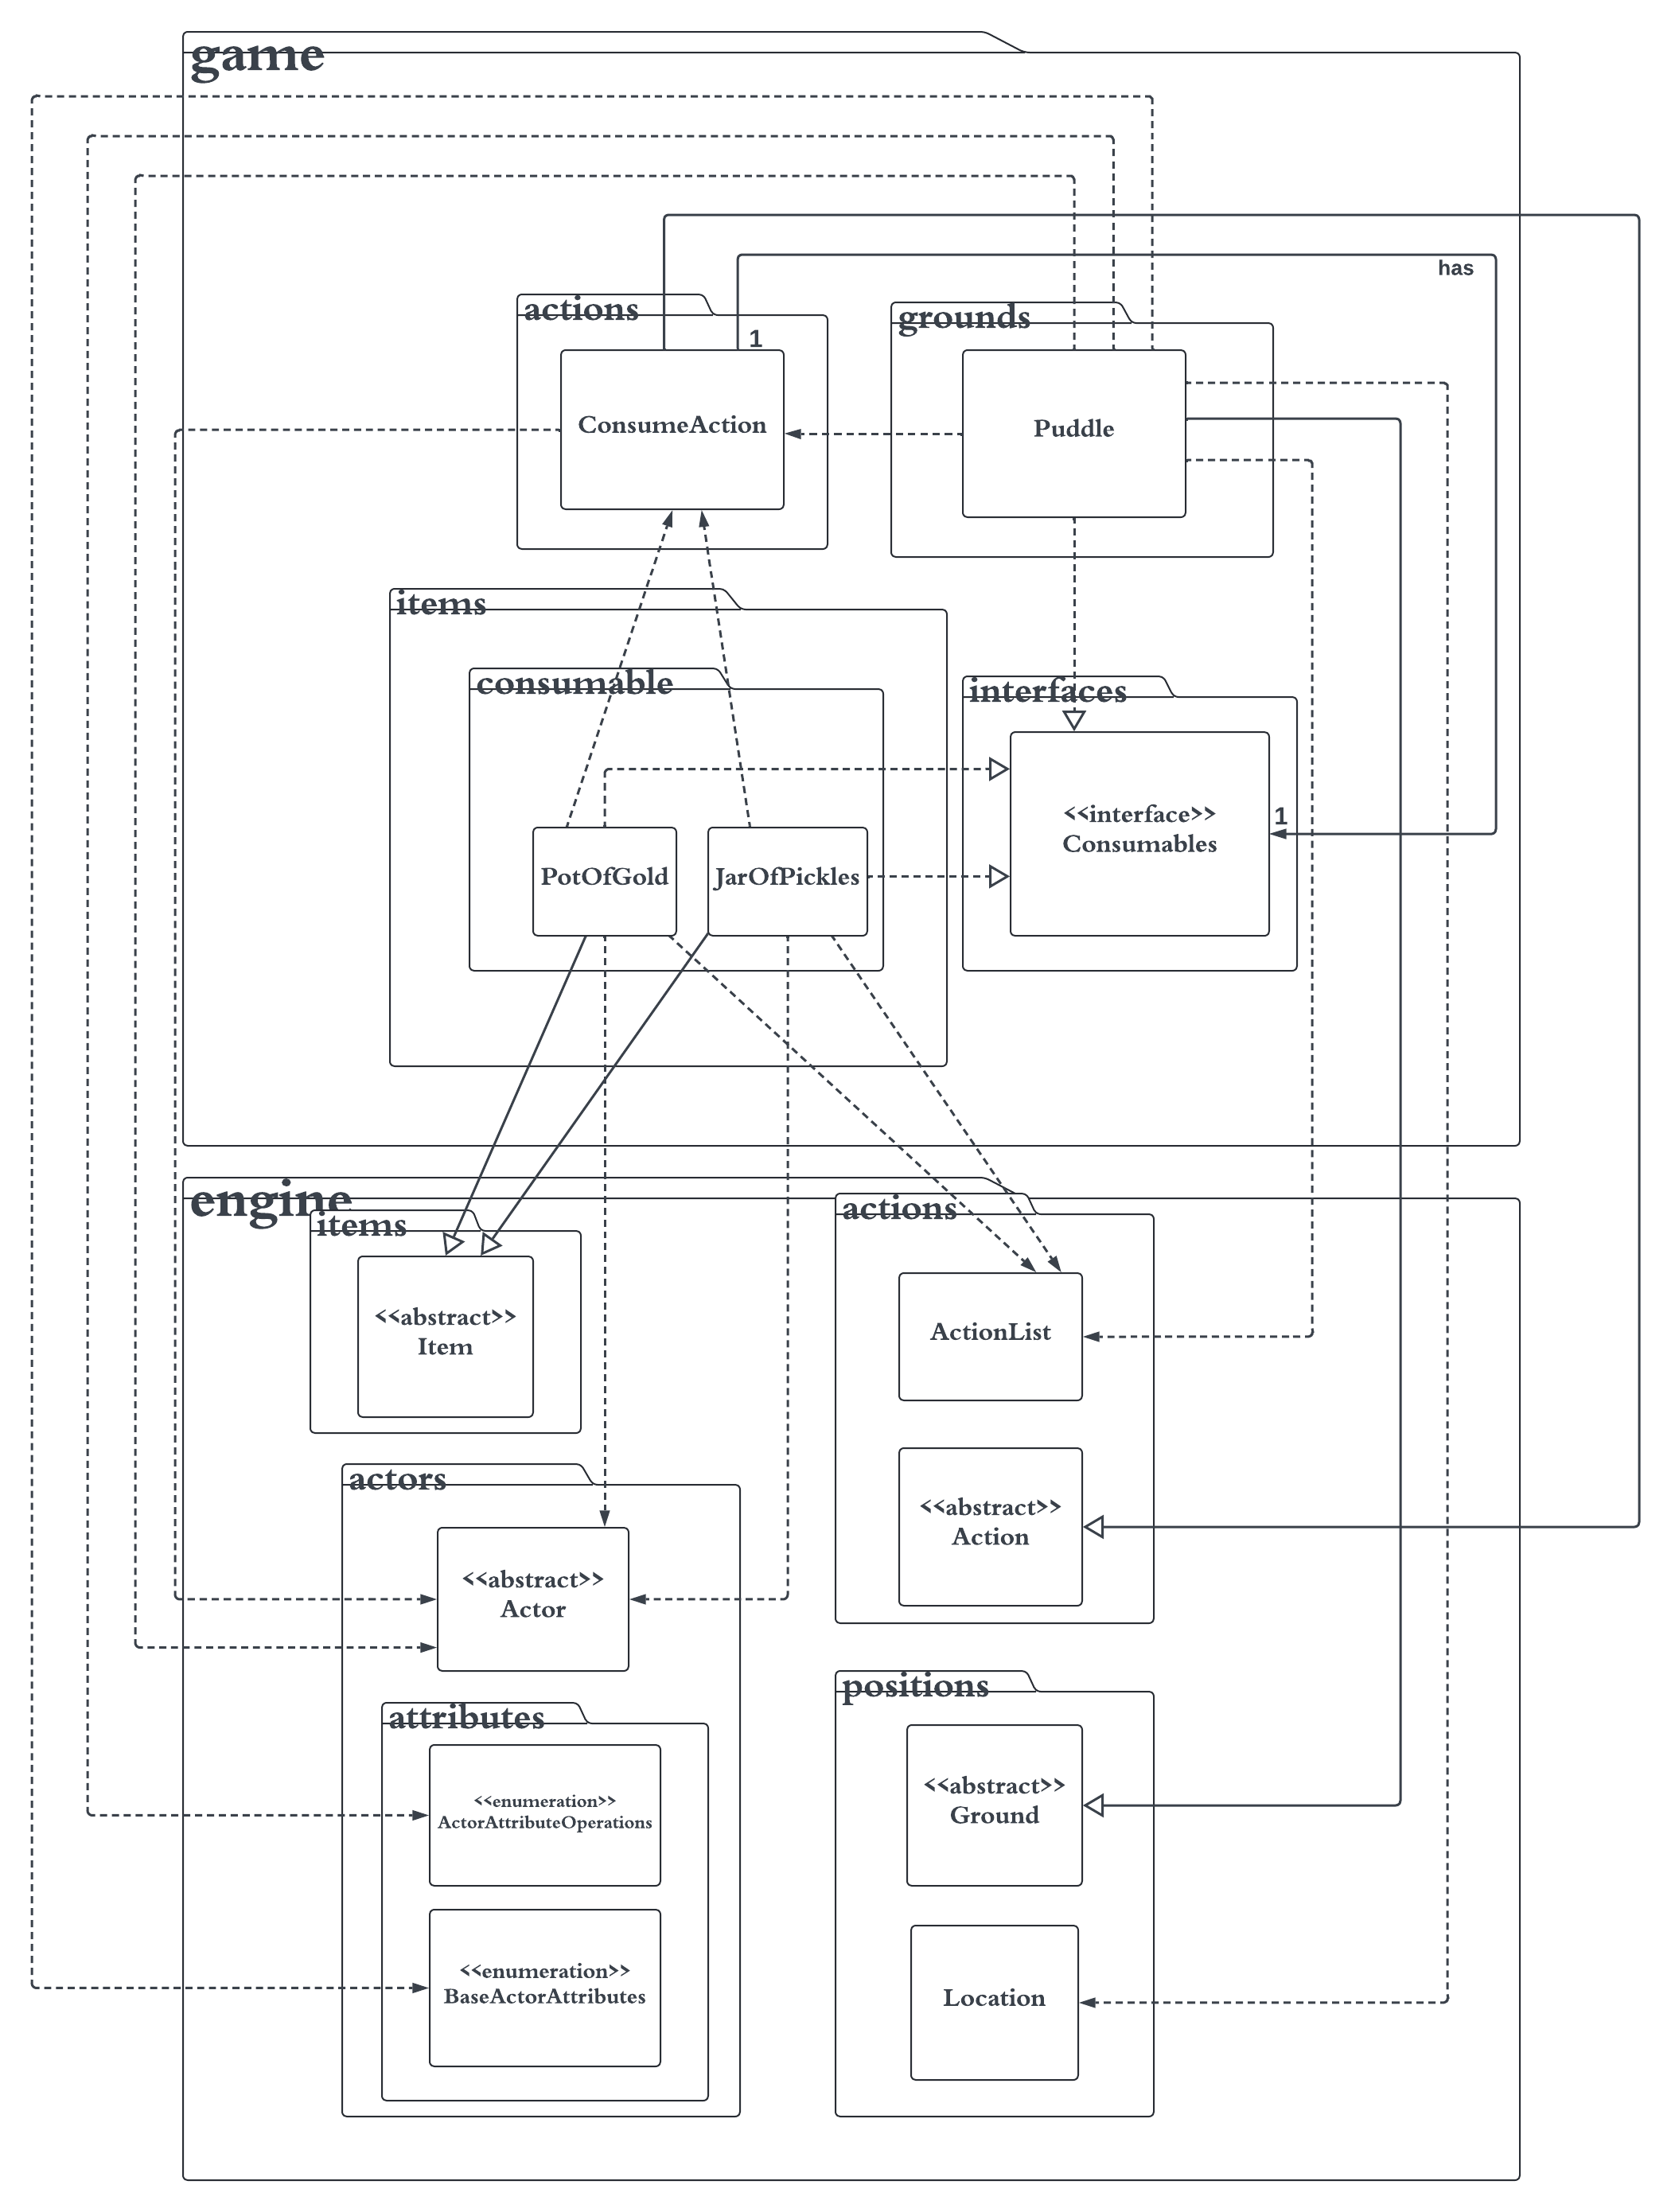 game
has
actions
grounds
1
ConsumeAction
Puddle
items
consumable
interfaces
<<interface>>
Consumables
1
PotOfGold
JarOfPickles
engine
items
actions
<<abstract>>
Item
ActionList
actors
<<abstract>>
Action
<<abstract>>
Actor
positions
attributes
<<abstract>>
Ground
<<enumeration>>
ActorAttributeOperations
<<enumeration>>
BaseActorAttributes
Location